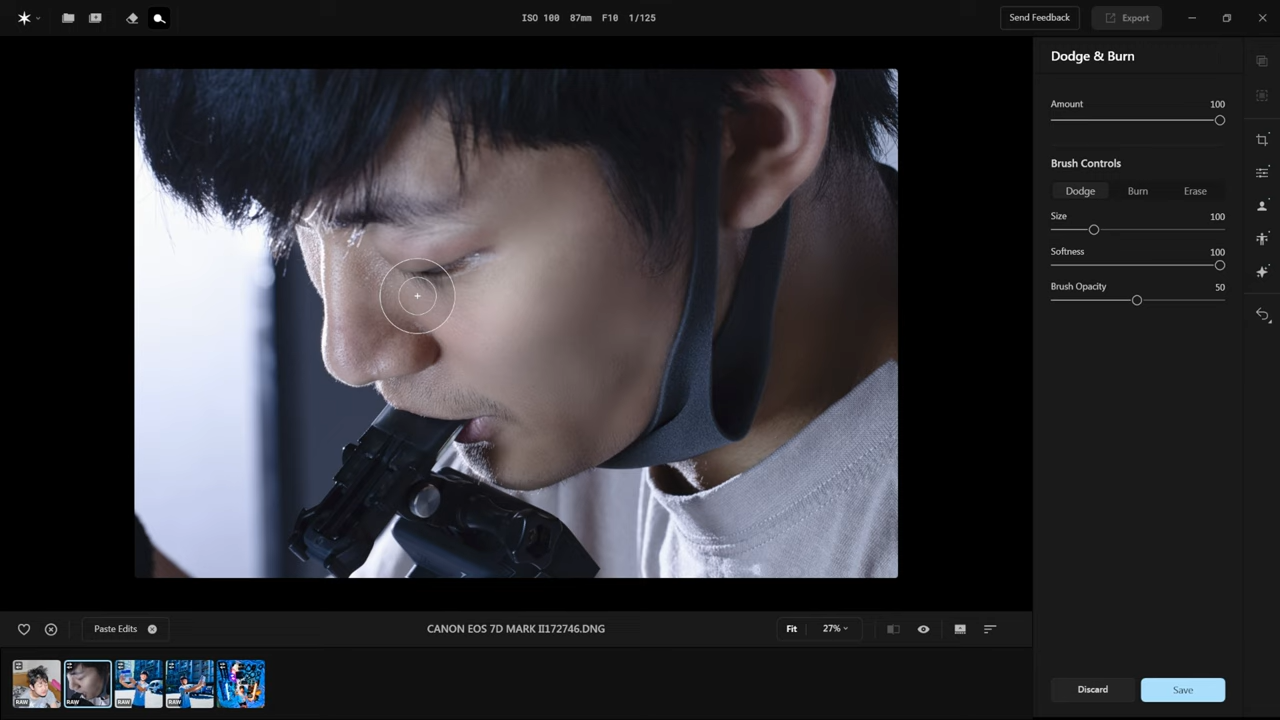 ISO 100 87mm F10 1/125
Send Feedback
Export
Dodge & Burn
Amount 100
Brush Controls
Dodge Burn Erase
Size 100
Softness 100
Brush Opacity 50
Paste Edits
CANON EOS 7D MARK II172746.DNG
Fit 27%
RAW RAW RAW RAW
Discard Save